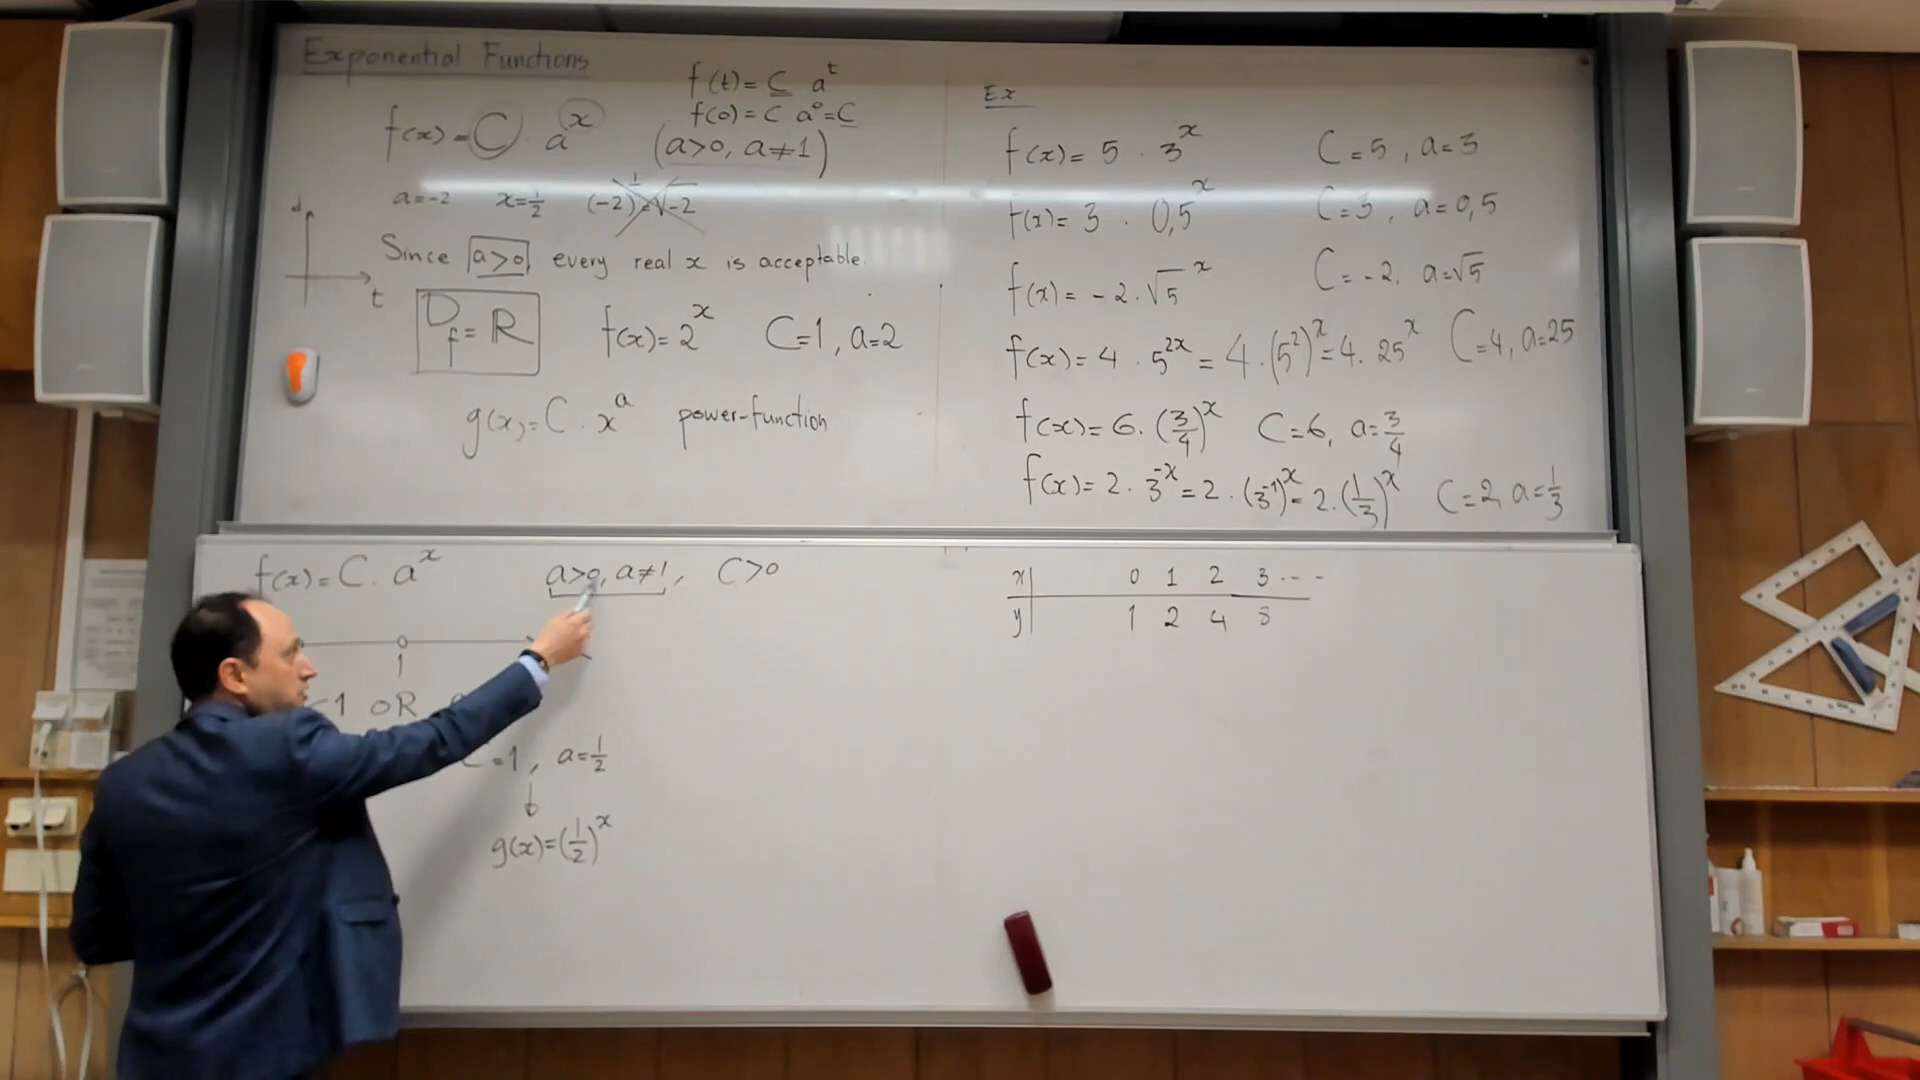 Exponential Functions
f(t) = C a^t
f(0) = C a^0 = C
f(x) = C · a^x (a>0, a≠1)
a = -2 x = 1/2 (-2)^1/2 = √-2
Since a>0, every real x is acceptable.
d
t
D_f = R f(x) = 2^x C=1, a=2
g(x) = C · x^a power-function
Ex
f(x) = 5 · 3^x C = 5, a = 3
f(x) = 3 · 0,5^x C = 3, a = 0,5
f(x) = -2 · √5^x C = -2, a = √5
f(x) = 4 · 5^2x = 4 · (5^2)^x = 4 · 25^x C = 4, a = 25
f(x) = 6 · (3/4)^x C = 6, a = 3/4
f(x) = 2 · 3^-x = 2 · (3^-1)^x = 2 · (1/3)^x C = 2, a = 1/3
f(x) = C · a^x a>0, a≠1, C>0
0
1
<1 OR
=1, a = 1/2
↓
g(x) = (1/2)^x
x | 0 1 2 3 ---
y | 1 2 4 8